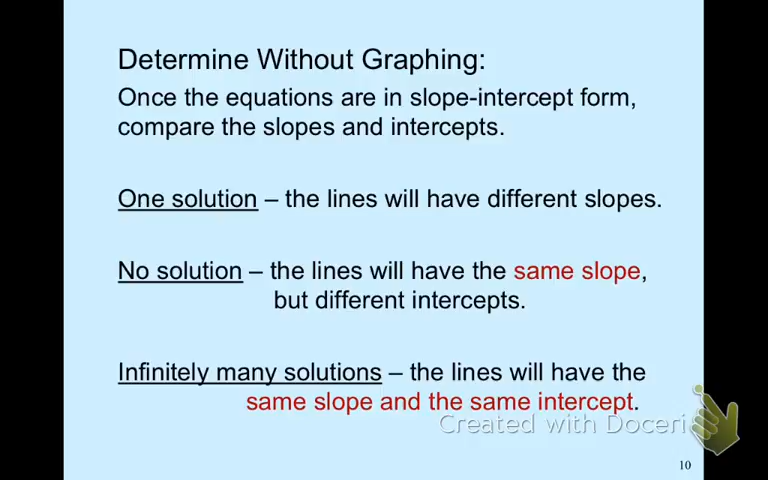 Determine Without Graphing:
Once the equations are in slope-intercept form,
compare the slopes and intercepts.
One solution – the lines will have different slopes.
No solution – the lines will have the same slope,
but different intercepts.
Infinitely many solutions – the lines will have the
same slope and the same intercept.
Created with Doceri
10